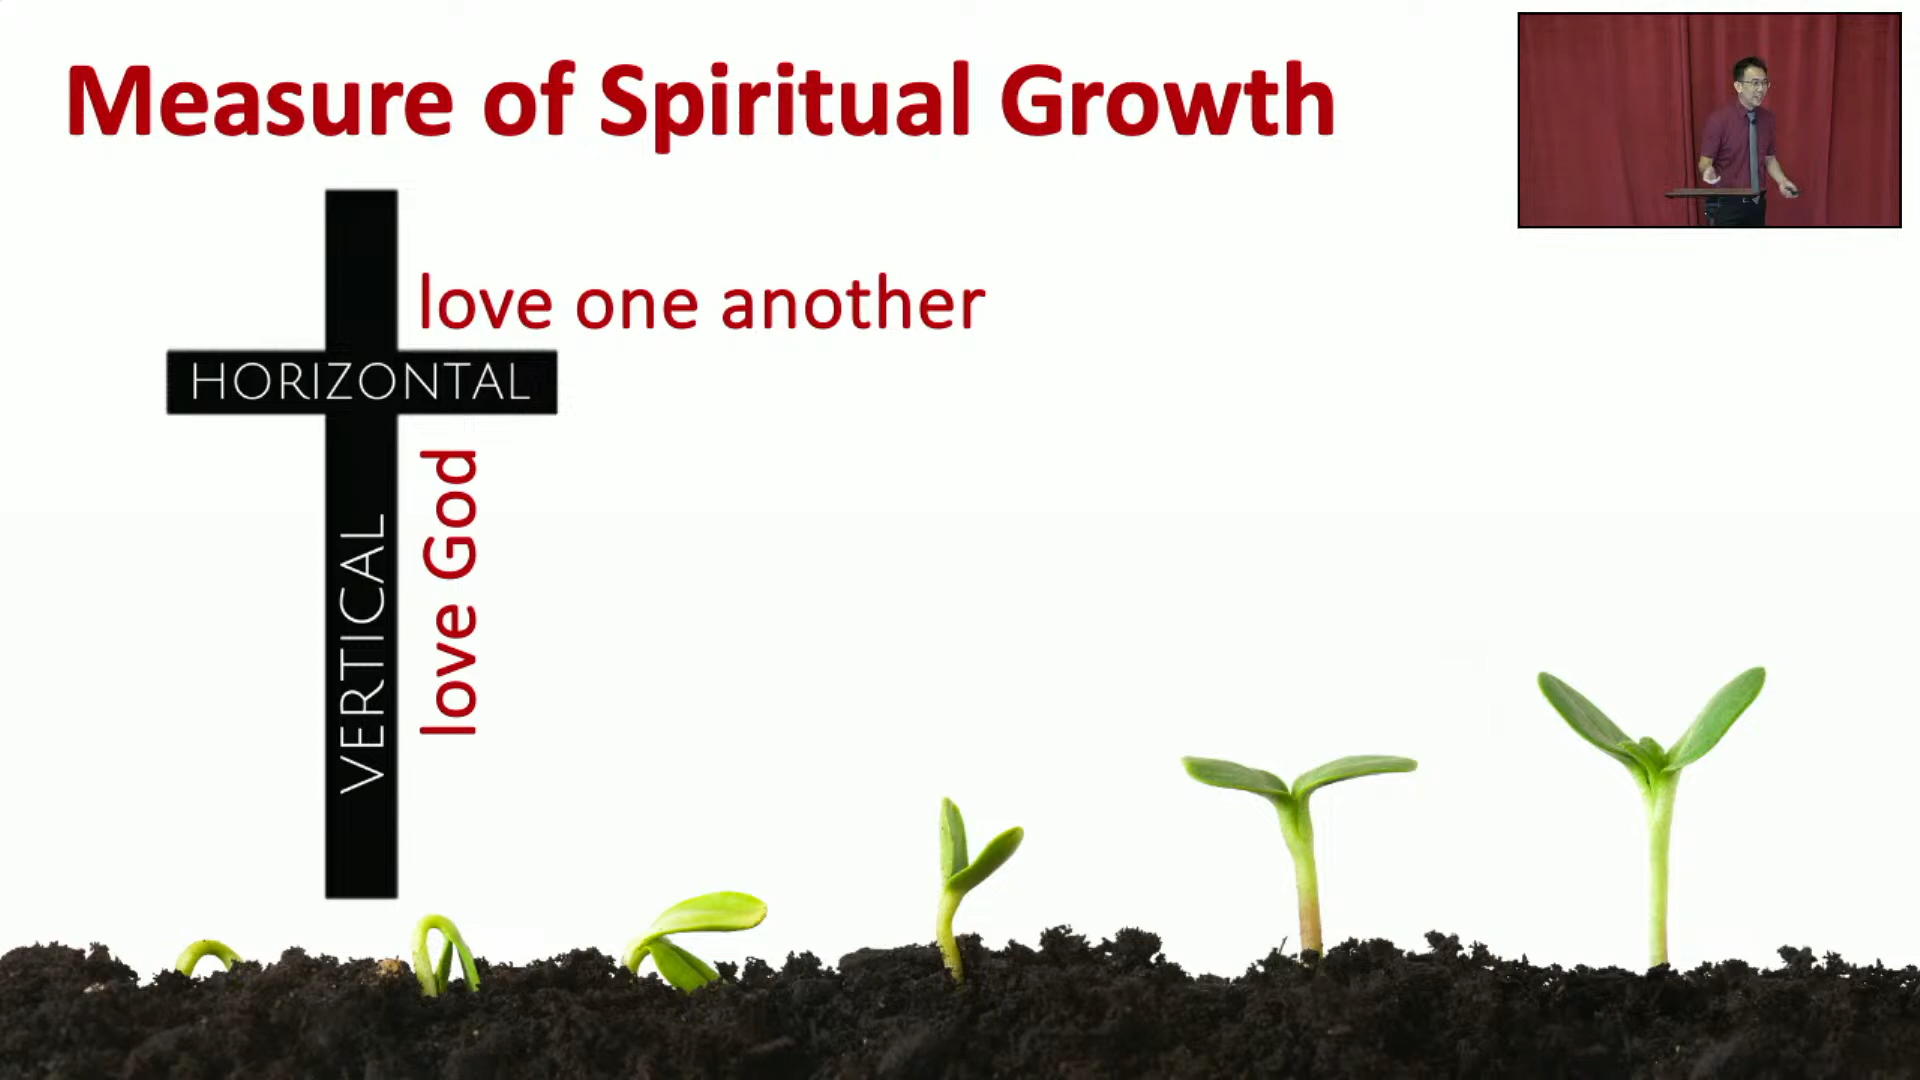 Measure of Spiritual Growth
love one another
HORIZONTAL
love God
VERTICAL